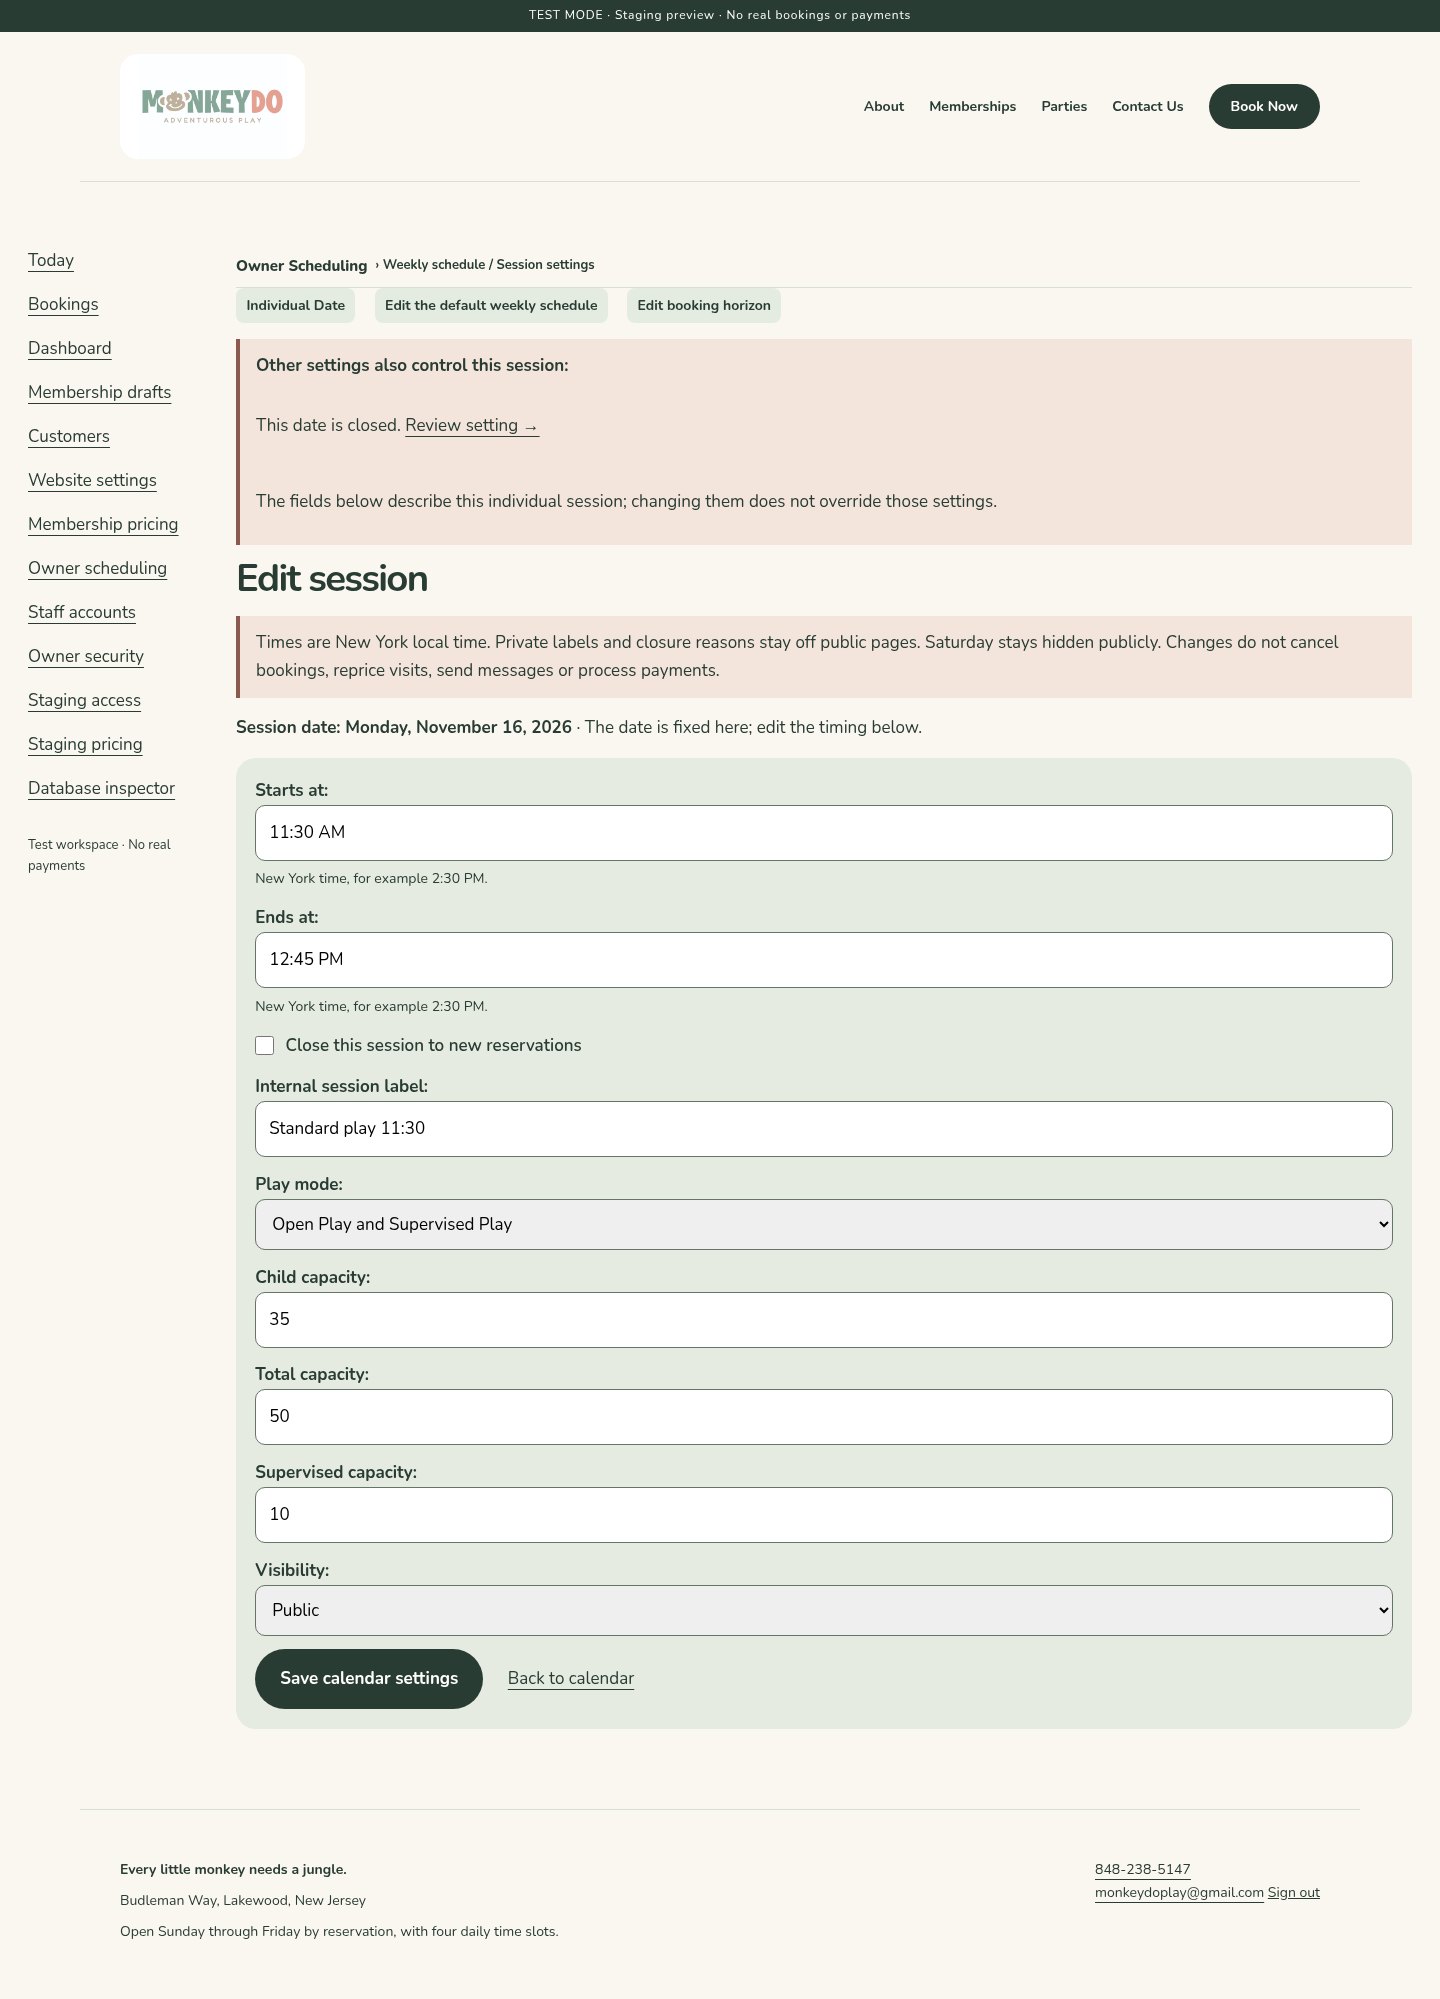 TEST MODE · Staging preview · No real bookings or payments
MONKEYDO
ADVENTUROUS PLAY
About
Memberships
Parties
Contact Us
Book Now
Today
Bookings
Dashboard
Membership drafts
Customers
Website settings
Membership pricing
Owner scheduling
Staff accounts
Owner security
Staging access
Staging pricing
Database inspector
Test workspace · No real
payments
Owner Scheduling › Weekly schedule / Session settings
Individual Date
Edit the default weekly schedule
Edit booking horizon
Other settings also control this session:
This date is closed. Review setting →
The fields below describe this individual session; changing them does not override those settings.
Edit session
Times are New York local time. Private labels and closure reasons stay off public pages. Saturday stays hidden publicly. Changes do not cancel
bookings, reprice visits, send messages or process payments.
Session date: Monday, November 16, 2026 · The date is fixed here; edit the timing below.
Starts at:
11:30 AM
New York time, for example 2:30 PM.
Ends at:
12:45 PM
New York time, for example 2:30 PM.
Close this session to new reservations
Internal session label:
Standard play 11:30
Play mode:
Open Play and Supervised Play
Child capacity:
35
Total capacity:
50
Supervised capacity:
10
Visibility:
Public
Save calendar settings
Back to calendar
Every little monkey needs a jungle.
Budleman Way, Lakewood, New Jersey
Open Sunday through Friday by reservation, with four daily time slots.
848-238-5147
monkeydoplay@gmail.com Sign out